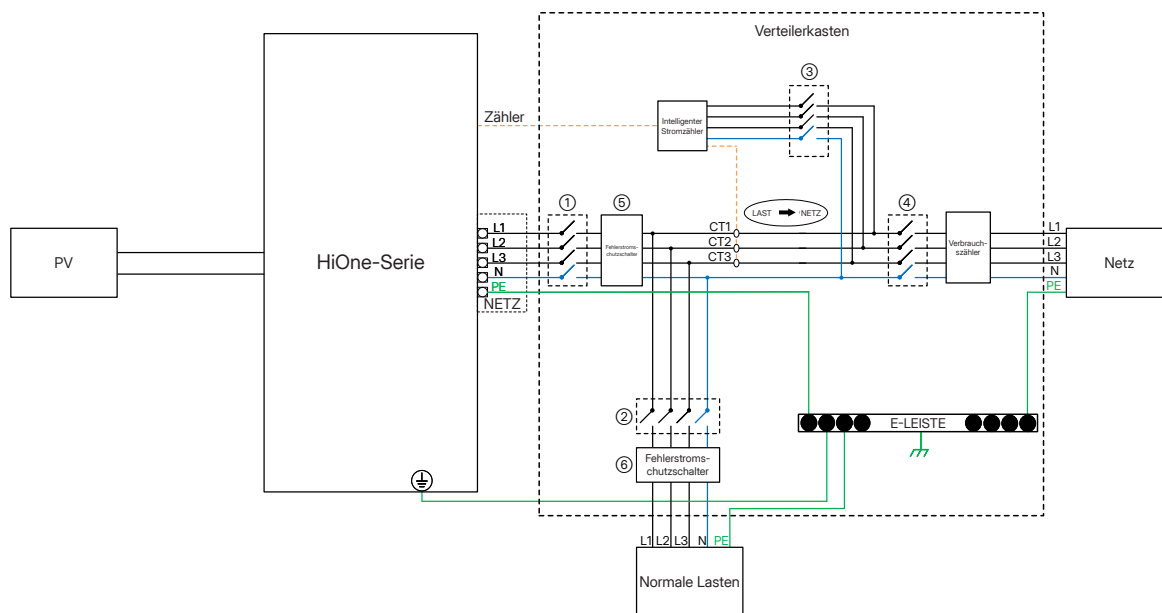 Verteilerkasten
③
Zähler
Intelligenter
Stromzähler
①
⑤
LAST ➡ NETZ
④
L1
L2
L3
N
PE
NETZ
Fehlerstroms-
chutzschalter
CT1
CT2
CT3
Verbrauch-
szähler
L1
L2
L3
N
PE
PV
HiOne-Serie
Netz
②
E-LEISTE
⑥
Fehlerstroms-
chutzschalter
L1 L2 L3 N PE
Normale Lasten